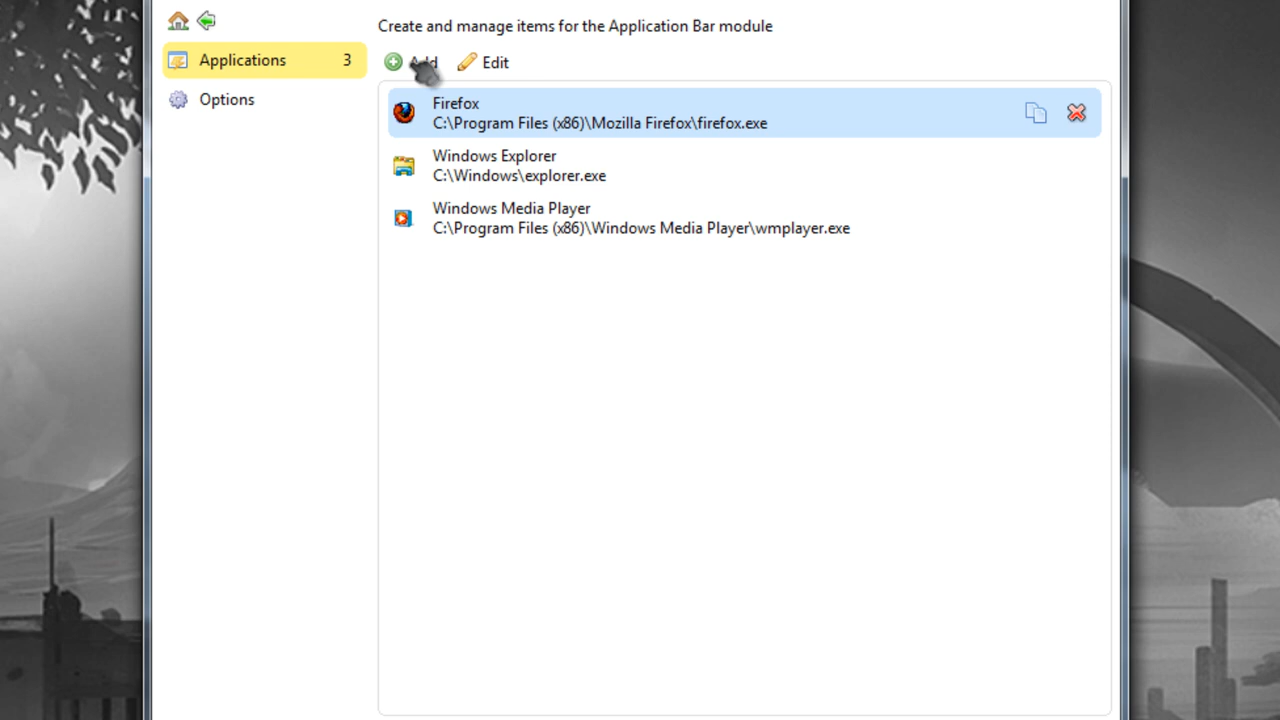 Create and manage items for the Application Bar module
Applications 3
Add Edit
Options
Firefox
C:\Program Files (x86)\Mozilla Firefox\firefox.exe
Windows Explorer
C:\Windows\explorer.exe
Windows Media Player
C:\Program Files (x86)\Windows Media Player\wmplayer.exe